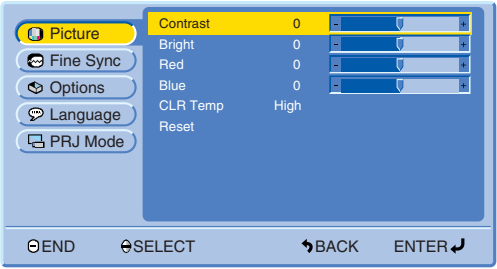 Picture
Fine Sync
Options
Language
PRJ Mode
Contrast 0 - +
Bright 0 - +
Red 0 - +
Blue 0 - +
CLR Temp High
Reset
END SELECT BACK ENTER